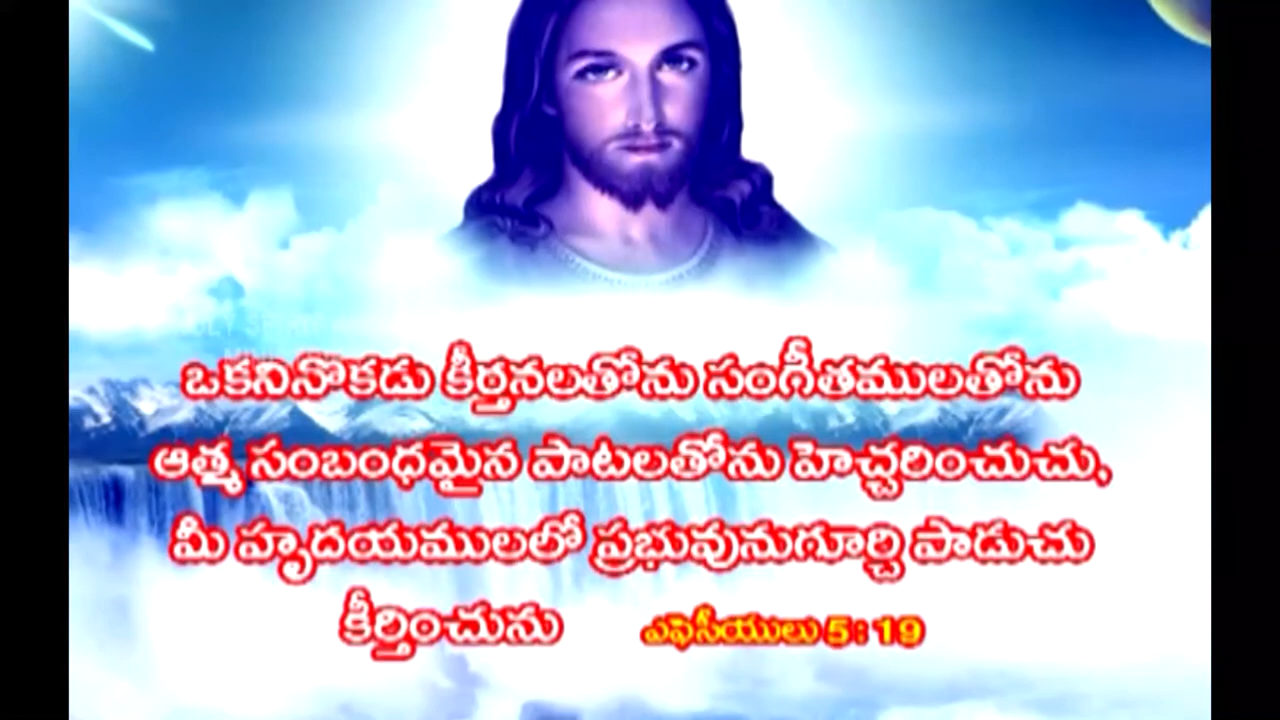 ఒకనినొకడు కీర్తనలతోను సంగీతములతోను
ఆత్మ సంబంధమైన పాటలతోను హెచ్చరించుచు,
మీ హృదయములలో ప్రభువునుగూర్చి పాడుచు
కీర్తించును ఎఫెసీయులు 5: 19